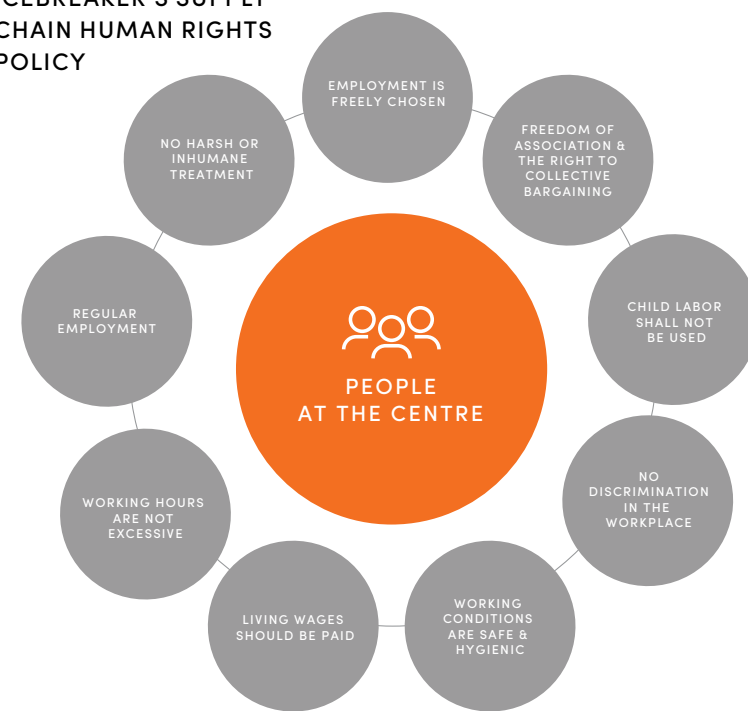 ICEBREAKER'S SUPPLY
CHAIN HUMAN RIGHTS
POLICY
EMPLOYMENT IS
FREELY CHOSEN
FREEDOM OF
ASSOCIATION &
THE RIGHT TO
COLLECTIVE
BARGAINING
CHILD LABOR
SHALL NOT
BE USED
NO
DISCRIMINATION
IN THE
WORKPLACE
WORKING
CONDITIONS
ARE SAFE &
HYGIENIC
LIVING WAGES
SHOULD BE PAID
WORKING HOURS
ARE NOT
EXCESSIVE
REGULAR
EMPLOYMENT
NO HARSH OR
INHUMANE
TREATMENT
PEOPLE
AT THE CENTRE